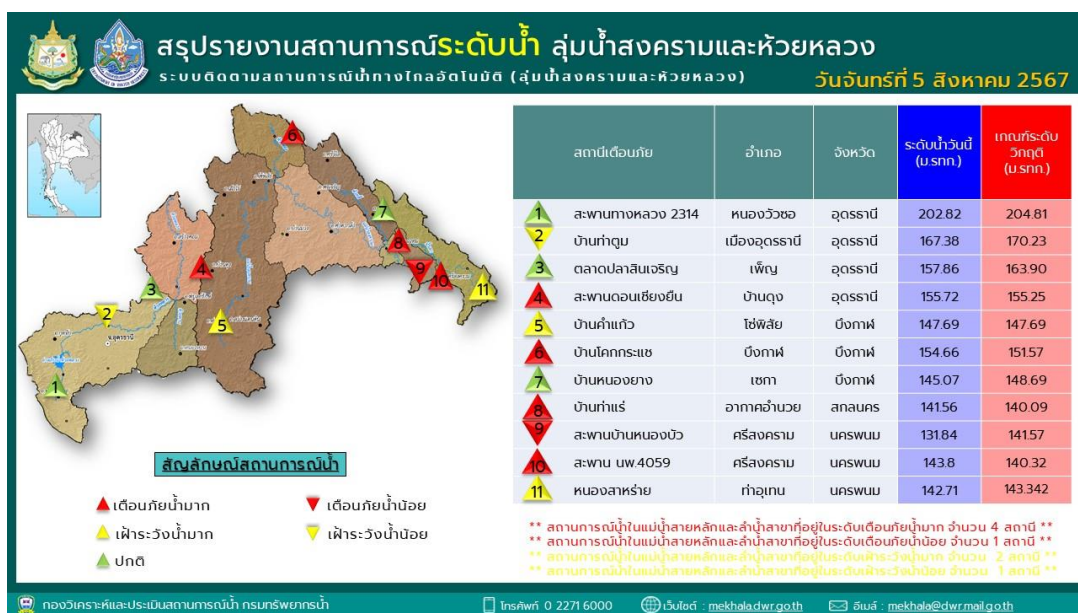 สรุปรายงานสถานการณ์ระดับน้ำ ลุ่มน้ำสงครามและห้วยหลวง
ระบบติดตามสถานการณ์น้ำทางไกลอัตโนมัติ (ลุ่มน้ำสงครามและห้วยหลวง)
วันจันทร์ที่ 5 สิงหาคม 2567
สถานีเตือนภัย อำเภอ จังหวัด ระดับน้ำวันนี้ (ม.รทก.) เกณฑ์ระดับวิกฤติ (ม.รทก.)
1 สะพานทางหลวง 2314 หนองวัวซอ อุดรธานี 202.82 204.81
2 บ้านท่าตูม เมืองอุดรธานี อุดรธานี 167.38 170.23
3 ตลาดปลาสินเจริญ เพ็ญ อุดรธานี 157.86 163.90
4 สะพานดอนเชียงยืน บ้านดุง อุดรธานี 155.72 155.25
5 บ้านคำแก้ว โซ่พิสัย บึงกาฬ 147.69 147.69
6 บ้านโคกกระแซ บึงกาฬ บึงกาฬ 154.66 151.57
7 บ้านหนองยาง เซกา บึงกาฬ 145.07 148.69
8 บ้านท่าแร่ อากาศอำนวย สกลนคร 141.56 140.09
9 สะพานบ้านหนองบัว ศรีสงคราม นครพนม 131.84 141.57
10 สะพาน นพ.4059 ศรีสงคราม นครพนม 143.8 140.32
11 หนองสาหร่าย ท่าอุเทน นครพนม 142.71 143.342
6
7
8
9
10
11
4
3
2
5
1
อ.อุดรธานี
สัญลักษณ์สถานการณ์น้ำ
เตือนภัยน้ำมาก เตือนภัยน้ำน้อย
เฝ้าระวังน้ำมาก เฝ้าระวังน้ำน้อย
ปกติ
** สถานการณ์น้ำในแม่น้ำสายหลักและลำน้ำสาขาที่อยู่ในระดับเตือนภัยน้ำมาก จำนวน 4 สถานี **
** สถานการณ์น้ำในแม่น้ำสายหลักและลำน้ำสาขาที่อยู่ในระดับเตือนภัยน้ำน้อย จำนวน 1 สถานี **
** สถานการณ์น้ำในแม่น้ำสายหลักและลำน้ำสาขาที่อยู่ในระดับเฝ้าระวังน้ำมาก จำนวน 2 สถานี **
** สถานการณ์น้ำในแม่น้ำสายหลักและลำน้ำสาขาที่อยู่ในระดับเฝ้าระวังน้ำน้อย จำนวน 1 สถานี **
กองวิเคราะห์และประเมินสถานการณ์น้ำ กรมทรัพยากรน้ำ โทรศัพท์ 0 2271 6000 เว็บไซต์ : mekhala.dwr.go.th อีเมล์ : mekhala@dwr.mail.go.th